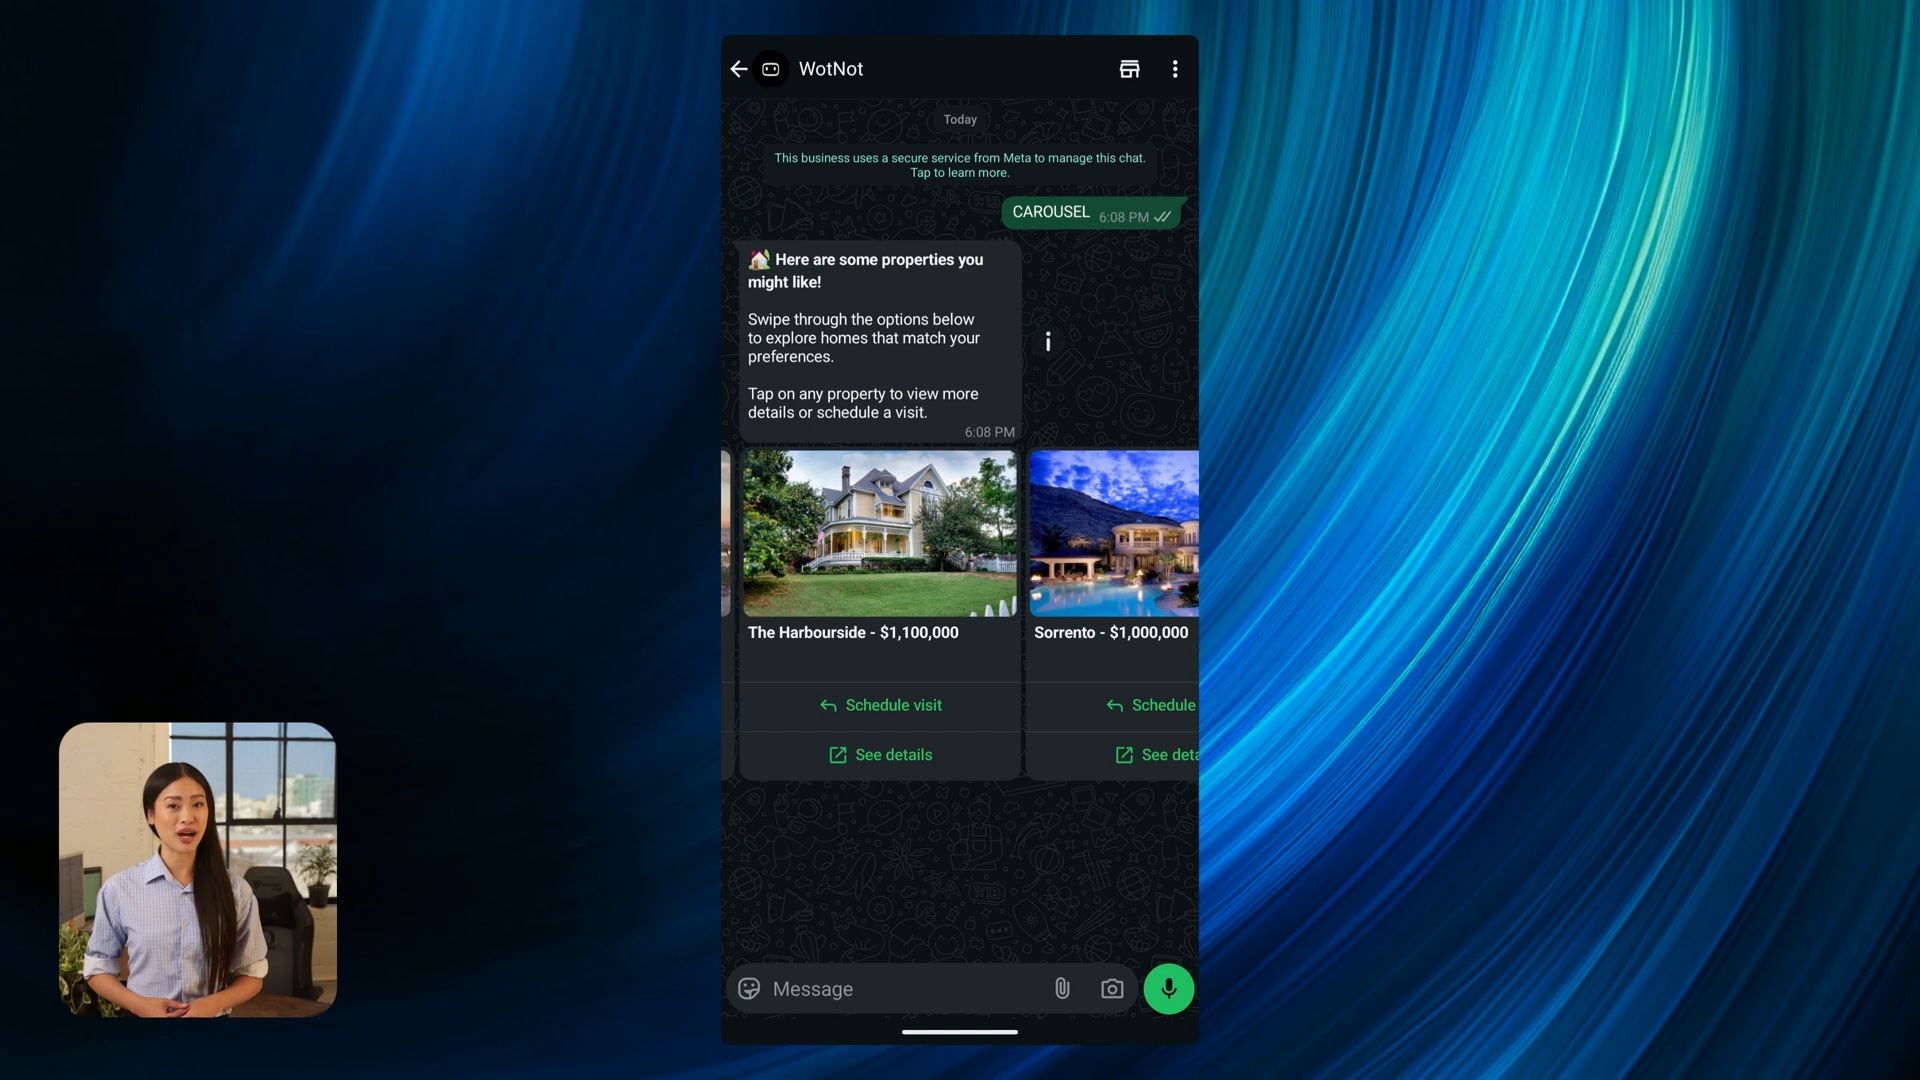 WotNot
Today
This business uses a secure service from Meta to manage this chat.
Tap to learn more.
CAROUSEL 6:08 PM
🏡 Here are some properties you
might like!
Swipe through the options below
to explore homes that match your
preferences.
Tap on any property to view more
details or schedule a visit.
6:08 PM
The Harbourside - $1,100,000
Schedule visit
See details
Sorrento - $1,000,000
Schedule
See deta
Message